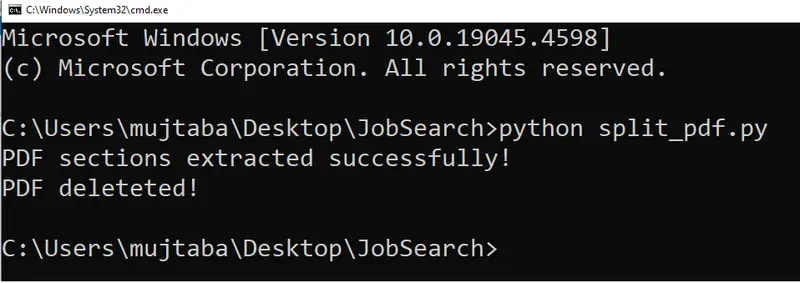 C:\Windows\System32\cmd.exe
Microsoft Windows [Version 10.0.19045.4598]
(c) Microsoft Corporation. All rights reserved.
C:\Users\mujtaba\Desktop\JobSearch>python split_pdf.py
PDF sections extracted successfully!
PDF deleteted!
C:\Users\mujtaba\Desktop\JobSearch>